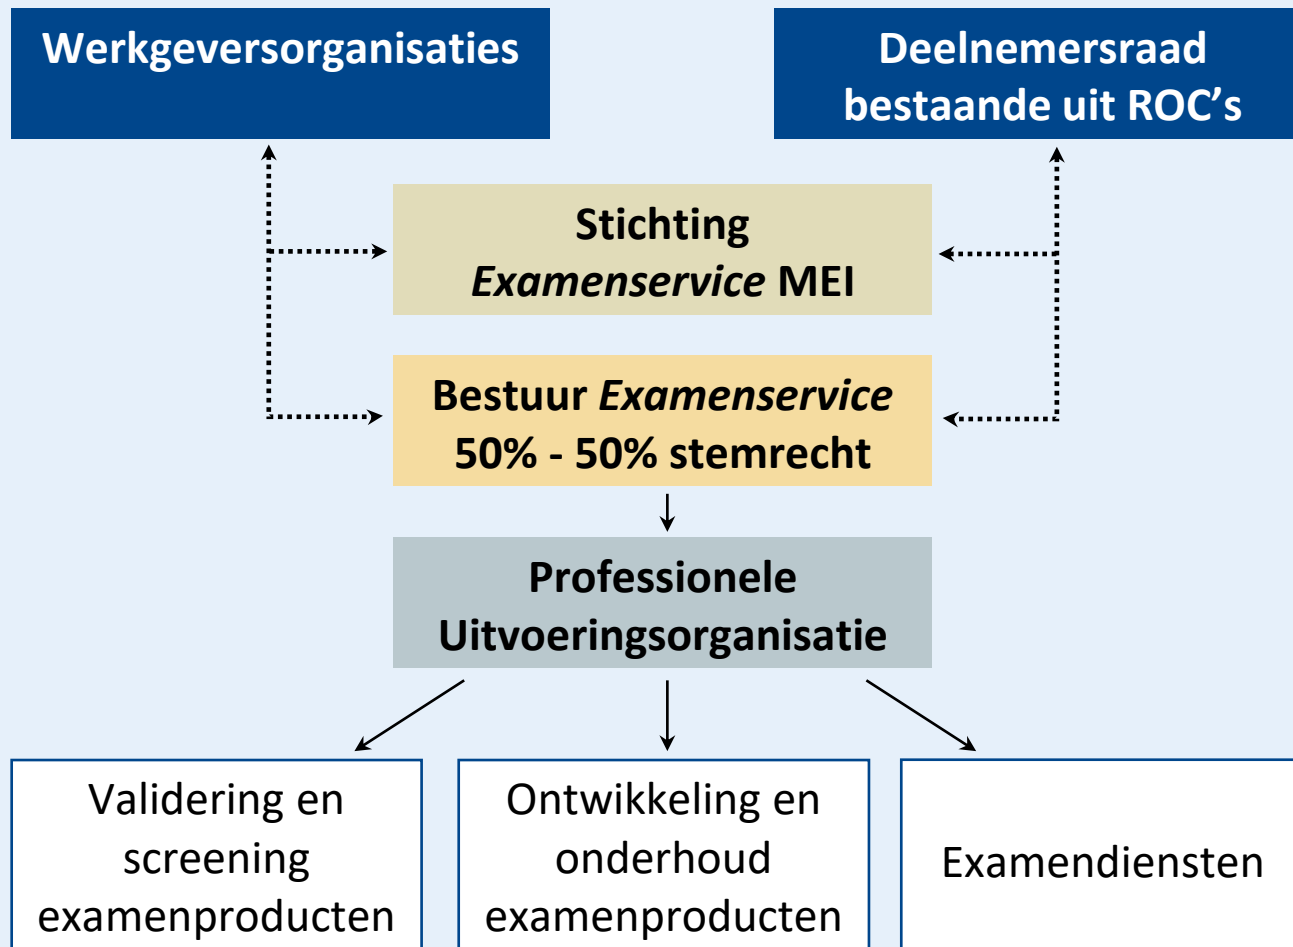 Werkgeversorganisaties
Deelnemersraad
bestaande uit ROC’s
Stichting
Examenservice MEI
Bestuur Examenservice
50% - 50% stemrecht
Professionele
Uitvoeringsorganisatie
Validering en
screening
examenproducten
Ontwikkeling en
onderhoud
examenproducten
Examendiensten